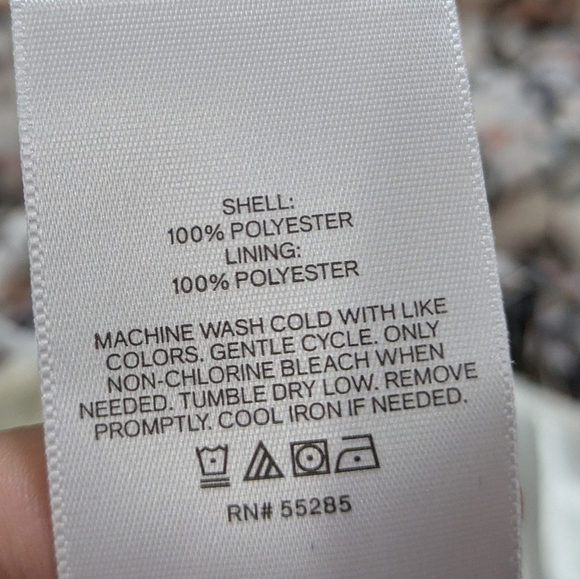 SHELL:
100% POLYESTER
LINING:
100% POLYESTER
MACHINE WASH COLD WITH LIKE
COLORS. GENTLE CYCLE. ONLY
NON-CHLORINE BLEACH WHEN
NEEDED. TUMBLE DRY LOW. REMOVE
PROMPTLY. COOL IRON IF NEEDED.
RN# 55285